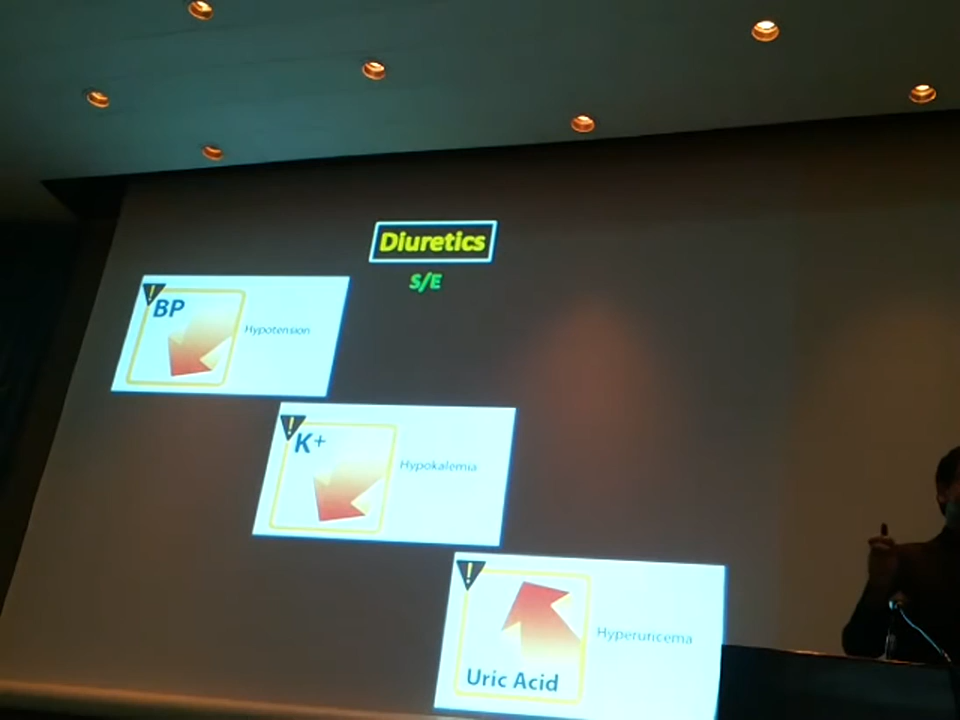 Diuretics
S/E
!
BP
Hypotension
!
K+
Hypokalemia
!
Hyperuricema
Uric Acid